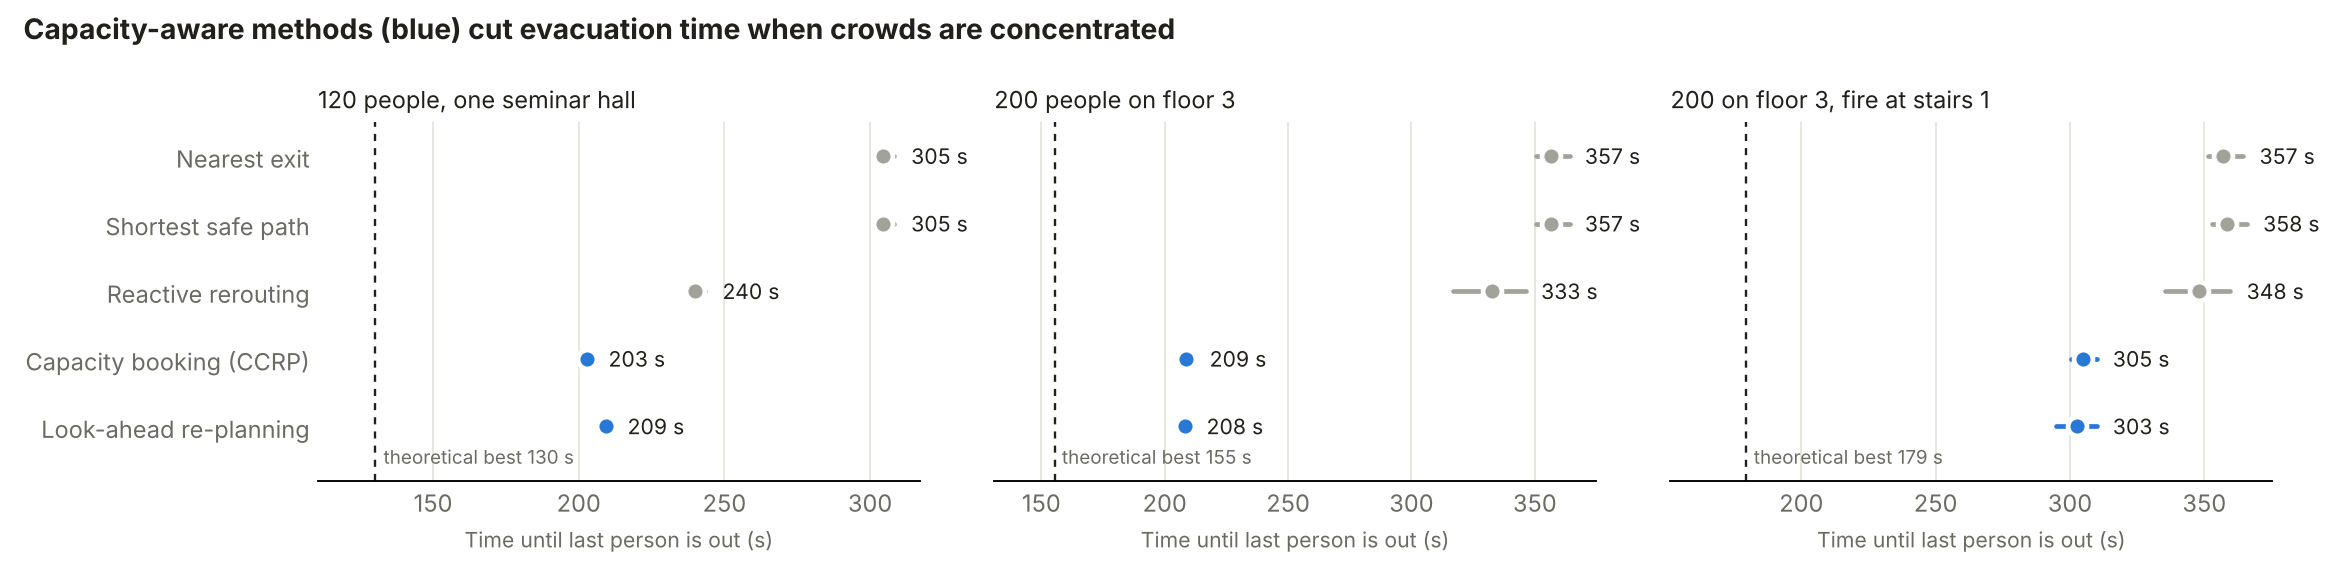 Capacity-aware methods (blue) cut evacuation time when crowds are concentrated
120 people, one seminar hall
200 people on floor 3
200 on floor 3, fire at stairs 1
Nearest exit
305 s
357 s
357 s
Shortest safe path
305 s
357 s
358 s
Reactive rerouting
240 s
333 s
348 s
Capacity booking (CCRP)
203 s
209 s
305 s
Look-ahead re-planning
209 s
208 s
303 s
theoretical best 130 s
theoretical best 155 s
theoretical best 179 s
150 200 250 300
150 200 250 300 350
200 250 300 350
Time until last person is out (s)
Time until last person is out (s)
Time until last person is out (s)